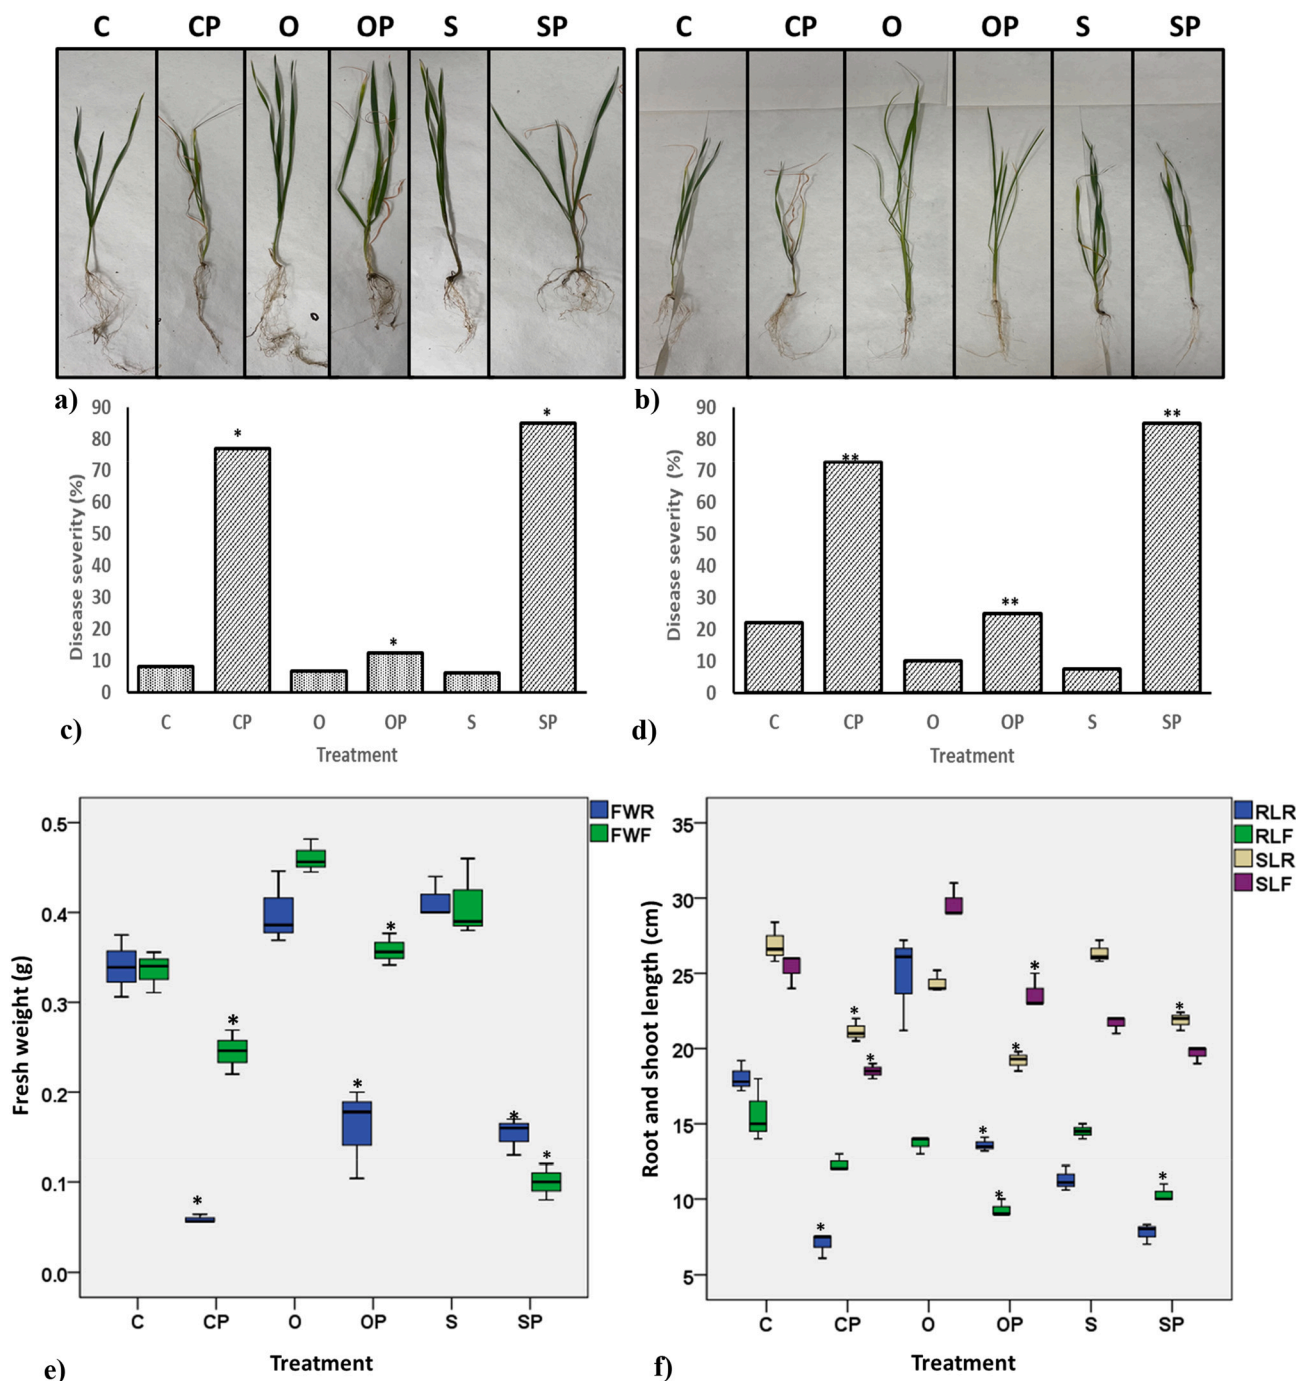 C CP O OP S SP C CP O OP S SP
a) b)
90
80
70
60
50
40
30
20
10
0
Disease severity (%)
* * *
C CP O OP S SP
Treatment
c)
90
80
70
60
50
40
30
20
10
0
Disease severity (%)
** ** **
C CP O OP S SP
Treatment
d)
FWR
FWF
0.5
0.4
0.3
0.2
0.1
0.0
Fresh weight (g)
* * * * * *
C CP O OP S SP
Treatment
e)
RLR
RLF
SLR
SLF
35
30
25
20
15
10
5
Root and shoot length (cm)
* * * * * * * * *
C CP O OP S SP
Treatment
f)